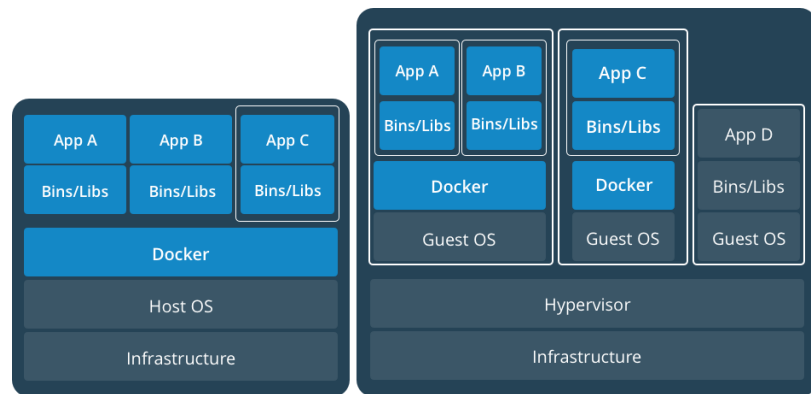 App A App B App C
Bins/Libs Bins/Libs Bins/Libs
Docker
Host OS
Infrastructure
App A App B App C
Bins/Libs Bins/Libs Bins/Libs App D
Docker Docker Bins/Libs
Guest OS Guest OS Guest OS
Hypervisor
Infrastructure